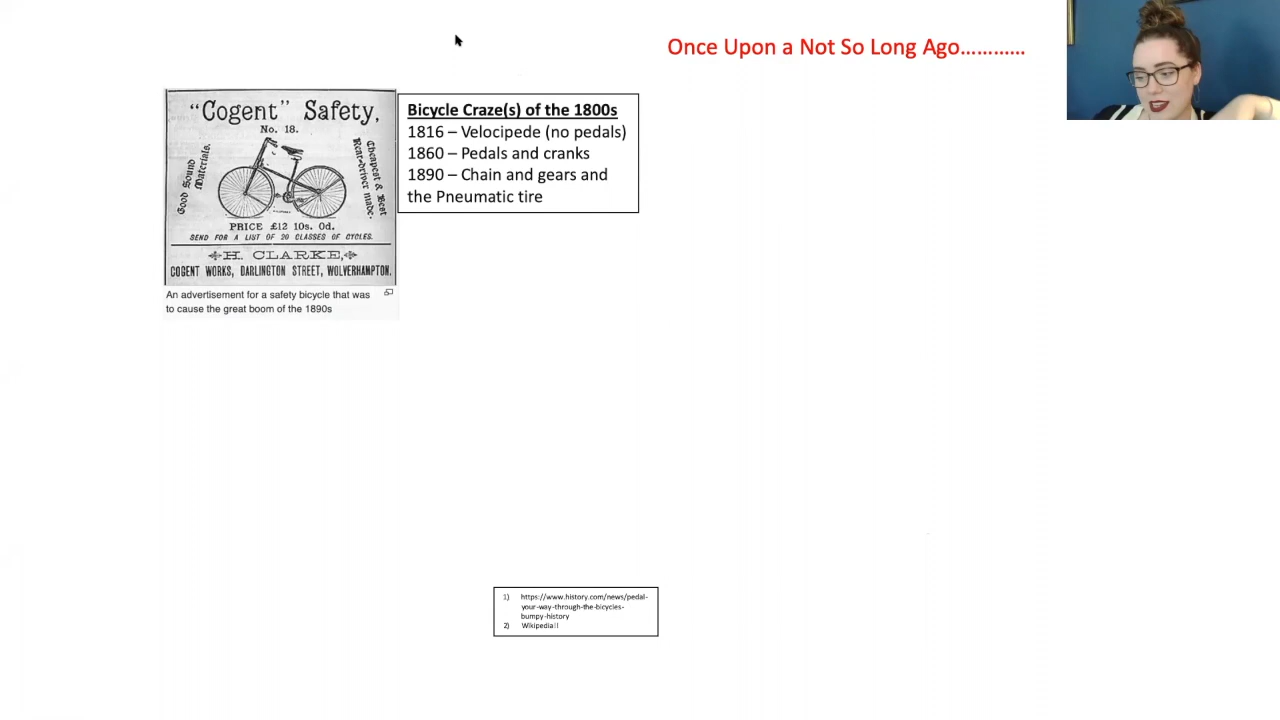 Once Upon a Not So Long Ago…………
"Cogent" Safety,
No. 18.
Good Sound
Materials.
Cheapest & Best
Rear-driver made.
PRICE £12 10s. 0d.
SEND FOR A LIST OF 20 CLASSES OF CYCLES.
H. CLARKE,
COGENT WORKS, DARLINGTON STREET, WOLVERHAMPTON.
An advertisement for a safety bicycle that was
to cause the great boom of the 1890s
Bicycle Craze(s) of the 1800s
1816 – Velocipede (no pedals)
1860 – Pedals and cranks
1890 – Chain and gears and
the Pneumatic tire
1) https://www.history.com/news/pedal-
your-way-through-the-bicycles-
bumpy-history
2) Wikipedia